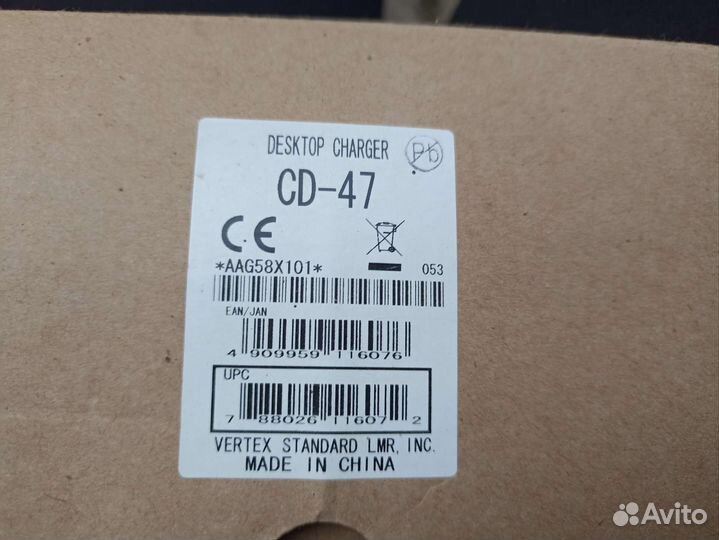 DESKTOP CHARGER Pb
CD-47
CE
*AAG58X101* 053
EAN/JAN
4 909959 116076
UPC
7 88026 11607 2
VERTEX STANDARD LMR, INC.
MADE IN CHINA
Avito